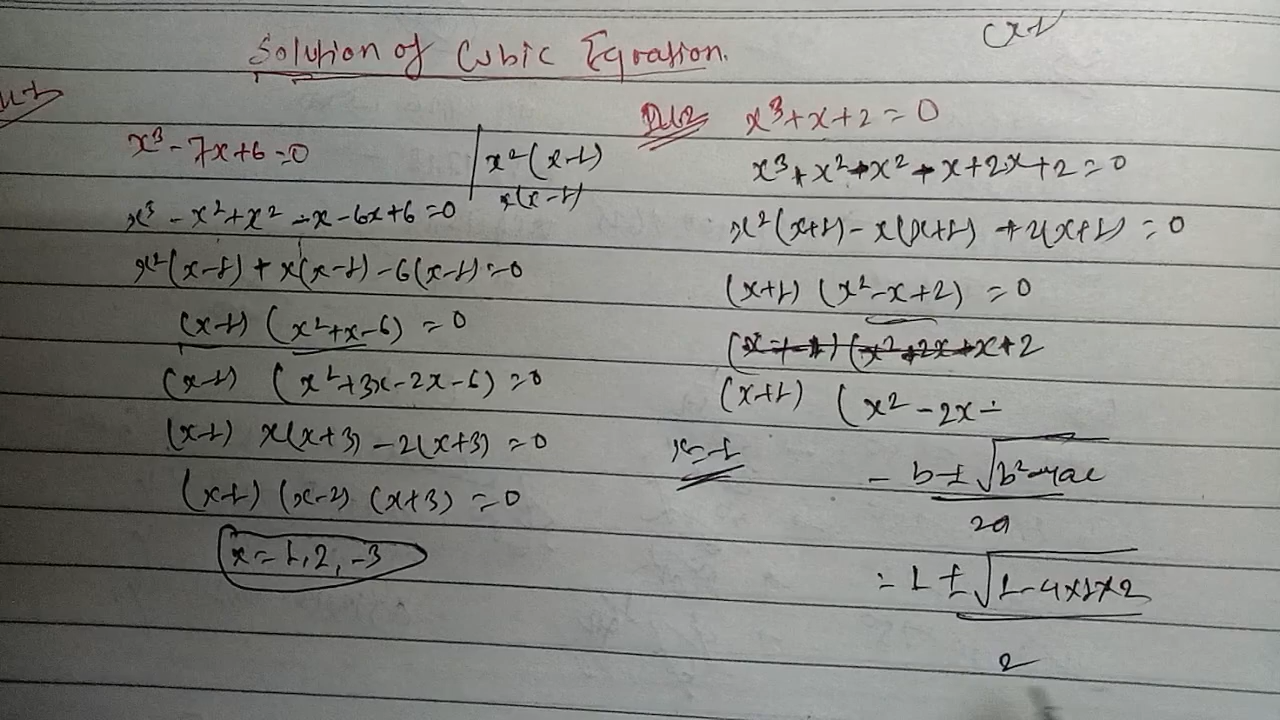 (x-1
Solution of Cubic Equation.
x³ - 7x + 6 = 0
x³ - x² + x² - x - 6x + 6 = 0
x²(x-1) + x(x-1) - 6(x-1) = 0
(x-1) (x²+x-6) = 0
(x-1) (x²+3x-2x-6) = 0
(x-1) x(x+3) - 2(x+3) = 0
(x-1) (x-2) (x+3) = 0
x = 1, 2, -3
x²(x-1)
x(x-1)
x³+x+2 = 0
x³+x²-x²-x+2x+2 = 0
x²(x+1) - x(x+1) + 2(x+1) = 0
(x+1) (x²-x+2) = 0
x+2
(x+1) (x² - 2x +
x=-1
-b ± √b²-4ac
2a
= 1 ± √1-4x1x2
2